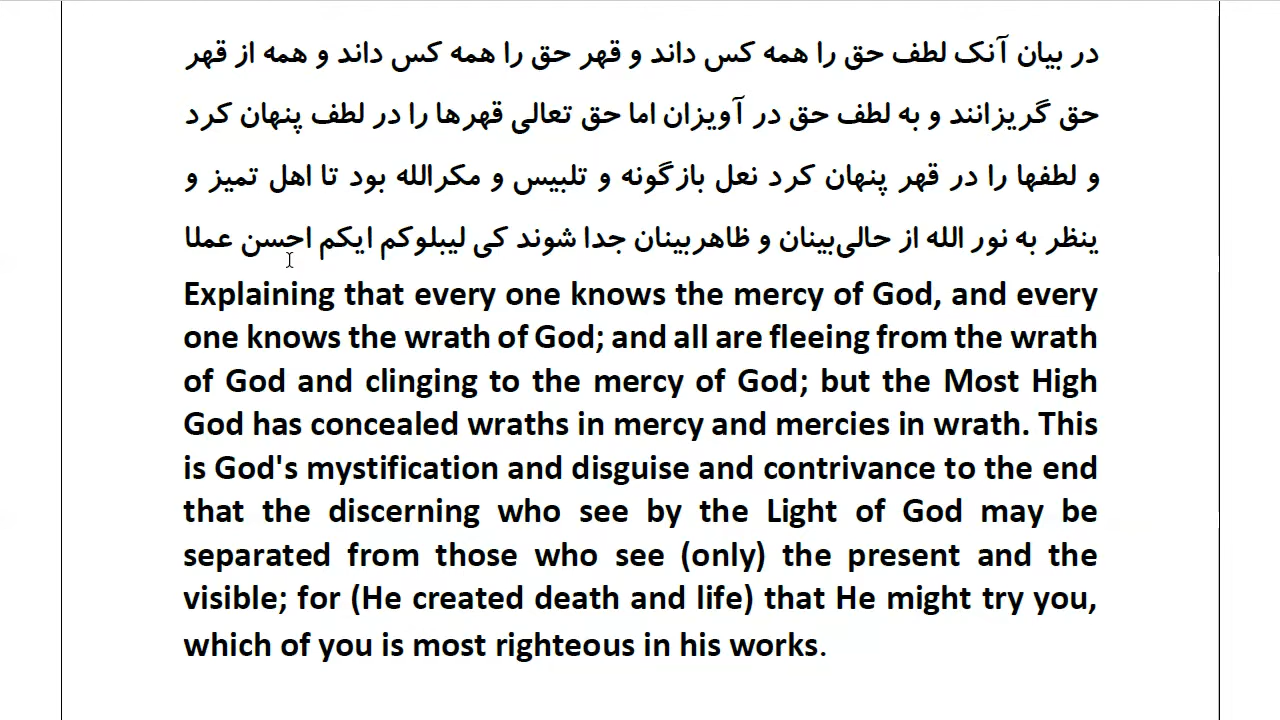 در بیان آنک لطف حق را همه کس داند و قهر حق را همه کس داند و همه از قهر
حق گریزانند و به لطف حق در آویزان اما حق تعالی قهرها را در لطف پنهان کرد
و لطفها را در قهر پنهان کرد نعل بازگونه و تلبیس و مکرالله بود تا اهل تمیز و
ینظر به نور الله از حالی‌بینان و ظاهربینان جدا شوند کی لیبلوکم ایکم احسن عملا
Explaining that every one knows the mercy of God, and every
one knows the wrath of God; and all are fleeing from the wrath
of God and clinging to the mercy of God; but the Most High
God has concealed wraths in mercy and mercies in wrath. This
is God's mystification and disguise and contrivance to the end
that the discerning who see by the Light of God may be
separated from those who see (only) the present and the
visible; for (He created death and life) that He might try you,
which of you is most righteous in his works.